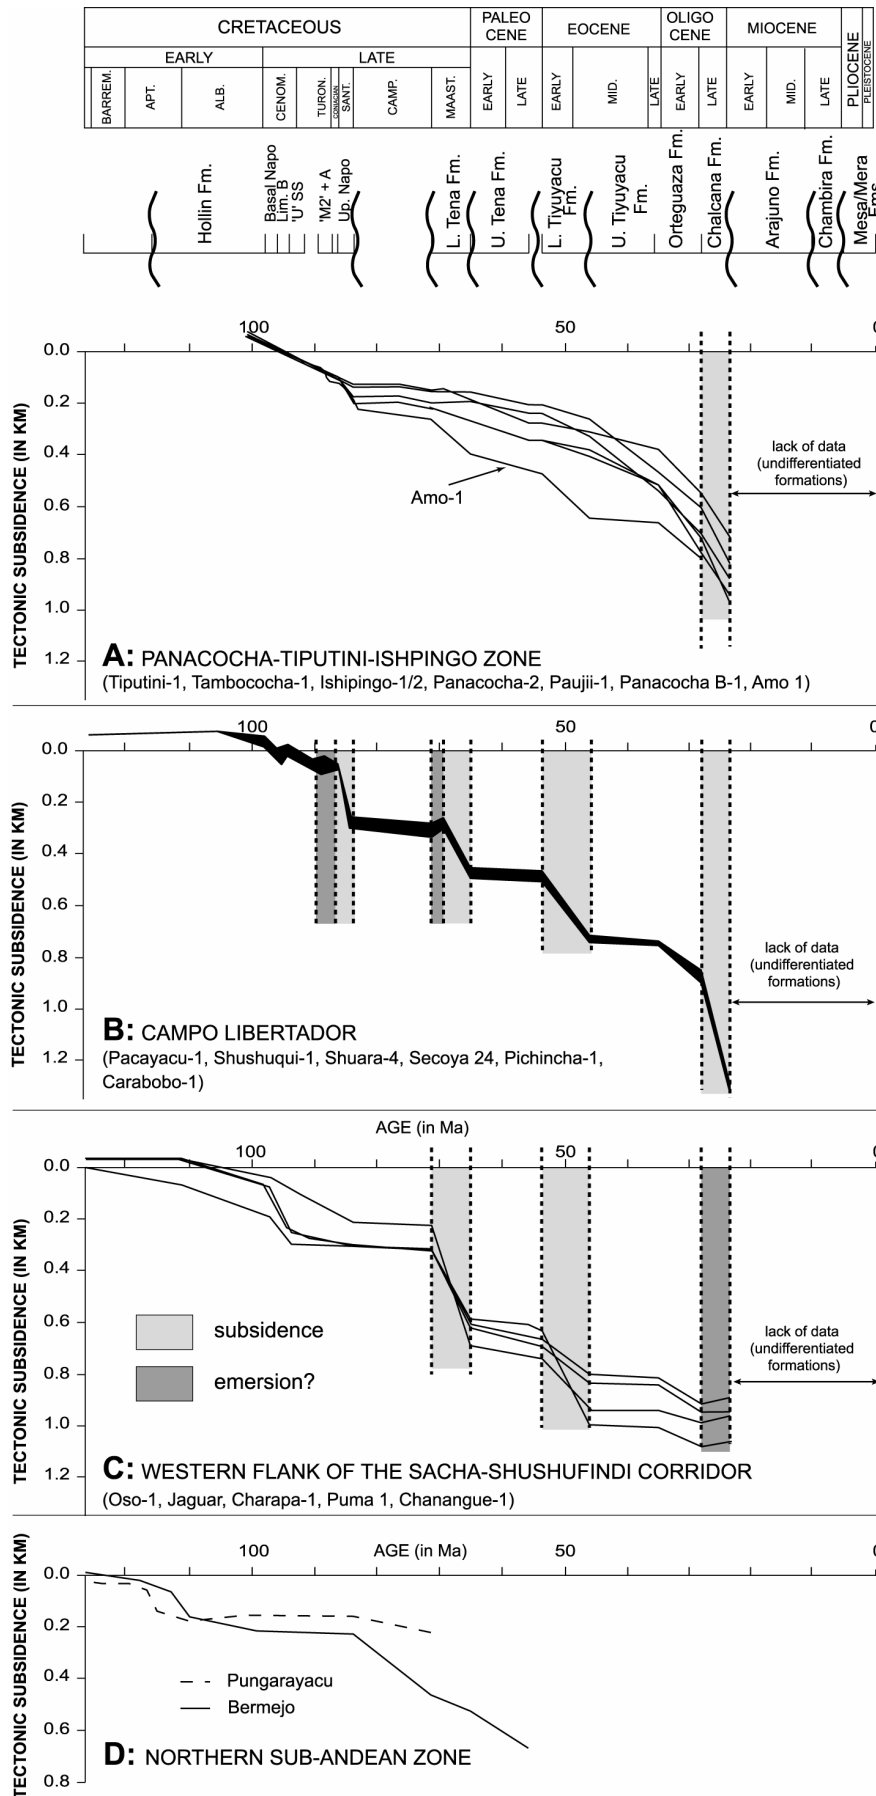 CRETACEOUS
PALEO
CENE
EOCENE
OLIGO
CENE
MIOCENE
PLIOCENE
PLEISTOCENE
EARLY
LATE
BARREM.
APT.
ALB.
CENOM.
TURON.
CONIACIAN
SANT.
CAMP.
MAAST.
EARLY
LATE
EARLY
MID.
LATE
EARLY
LATE
EARLY
MID.
LATE
Hollin Fm.
Basal Napo
Lim. B
'U' SS
'M2' + A
Up. Napo
L. Tena Fm.
U. Tena Fm.
L. Tiyuyacu
Fm.
U. Tiyuyacu
Fm.
Orteguaza Fm.
Chalcana Fm.
Arajuno Fm.
Chambira Fm.
Mesa/Mera
Fms
100
50
0
TECTONIC SUBSIDENCE (IN KM)
0.0
0.2
0.4
0.6
0.8
1.0
1.2
Amo-1
lack of data
(undifferentiated
formations)
A: PANACOCHA-TIPUTINI-ISHPINGO ZONE
(Tiputini-1, Tambococha-1, Ishipingo-1/2, Panacocha-2, Paujii-1, Panacocha B-1, Amo 1)
100
50
0
TECTONIC SUBSIDENCE (IN KM)
0.0
0.2
0.4
0.6
0.8
1.0
1.2
lack of data
(undifferentiated
formations)
B: CAMPO LIBERTADOR
(Pacayacu-1, Shushuqui-1, Shuara-4, Secoya 24, Pichincha-1,
Carabobo-1)
AGE (in Ma)
100
50
0
TECTONIC SUBSIDENCE (IN KM)
0.0
0.2
0.4
0.6
0.8
1.0
1.2
subsidence
emersion?
lack of data
(undifferentiated
formations)
C: WESTERN FLANK OF THE SACHA-SHUSHUFINDI CORRIDOR
(Oso-1, Jaguar, Charapa-1, Puma 1, Chanangue-1)
100
AGE (in Ma)
50
0
TECTONIC SUBSIDENCE (IN KM)
0.0
0.2
0.4
0.6
0.8
Pungarayacu
Bermejo
D: NORTHERN SUB-ANDEAN ZONE